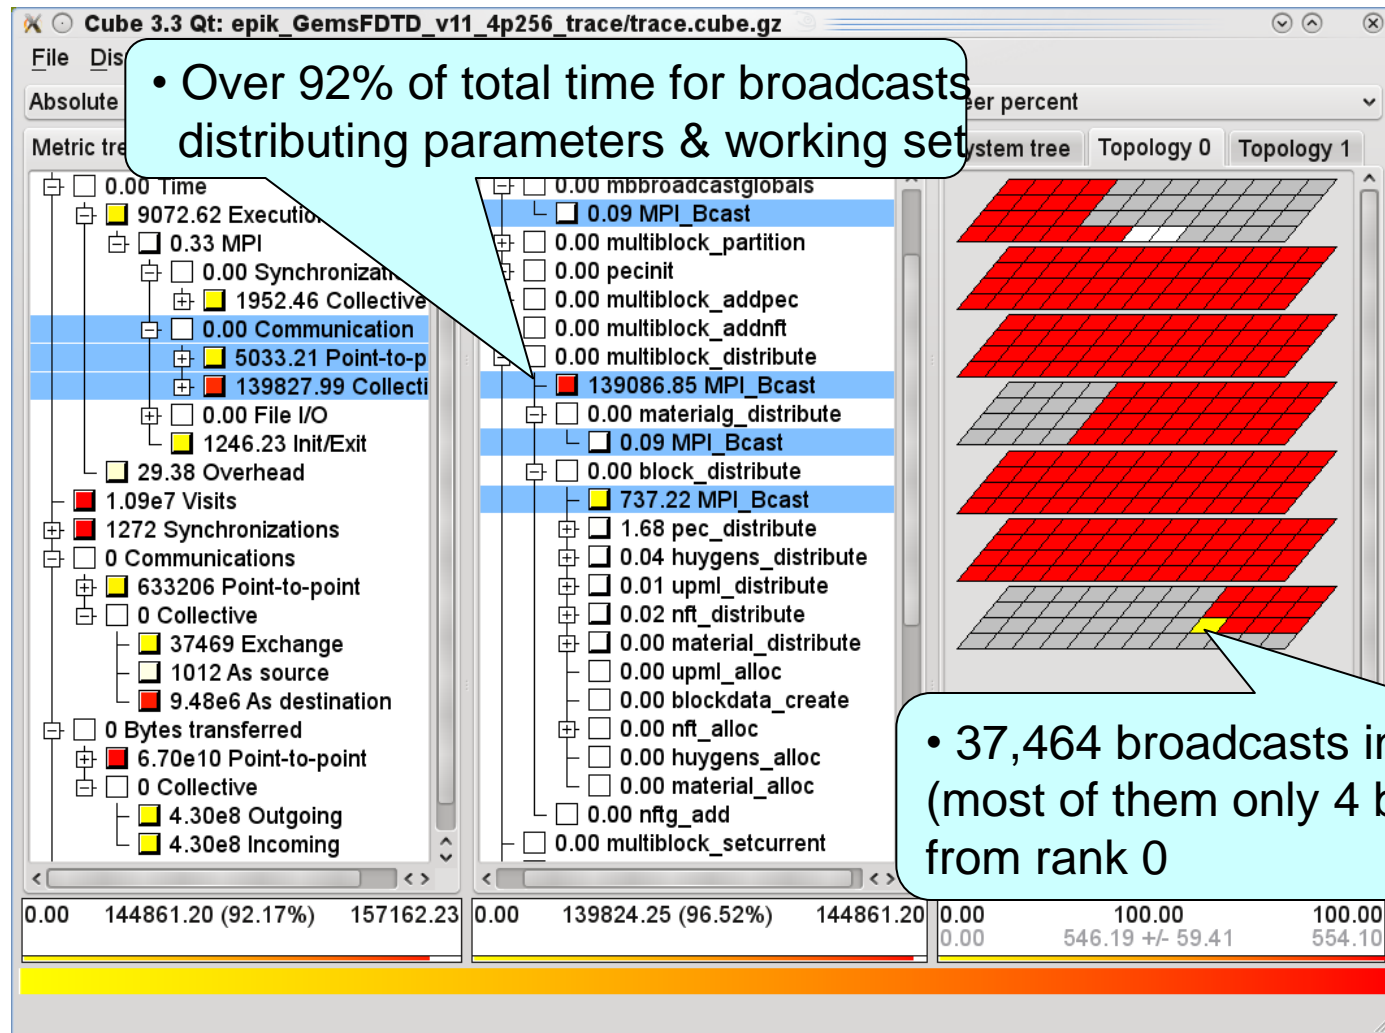 Cube 3.3 Qt: epik_GemsFDTD_v11_4p256_trace/trace.cube.gz
File
Absolute
percent
Metric
tree
Topology 0
Topology 1
• Over 92% of total time for broadcasts
distributing parameters & working set
0.00 Time
9072.62
0.33 MPI
0.00
1952.46 Collective
0.00 Communication
5033.21
139827.99
0.00 File I/O
1246.23 Init/Exit
29.38 Overhead
1.09e7 Visits
1272 Synchronizations
0 Communications
633206 Point-to-point
0 Collective
37469 Exchange
1012 As source
9.48e6 As destination
0 Bytes transferred
6.70e10 Point-to-point
0 Collective
4.30e8 Outgoing
4.30e8 Incoming
0.00 mbbroadcastglobals
0.09 MPI_Bcast
0.00 multiblock_partition
0.00 pecinit
0.00 multiblock_addpec
0.00 multiblock_addnft
0.00 multiblock_distribute
139086.85 MPI_Bcast
0.00 materialg_distribute
0.09 MPI_Bcast
0.00 block_distribute
737.22 MPI_Bcast
1.68 pec_distribute
0.04 huygens_distribute
0.01 upml_distribute
0.02 nft_distribute
0.00 material_distribute
0.00 upml_alloc
0.00 blockdata_create
0.00 nft_alloc
0.00 huygens_alloc
0.00 material_alloc
0.00 nftg_add
0.00 multiblock_setcurrent
• 37,464 broadcasts
(most of them only 4
from rank 0
0.00 144861.20 (92.17%) 157162.23
0.00 139824.25 (96.52%) 144861.20
0.00 100.00 100.00
0.00 546.19 +/- 59.41 554.10